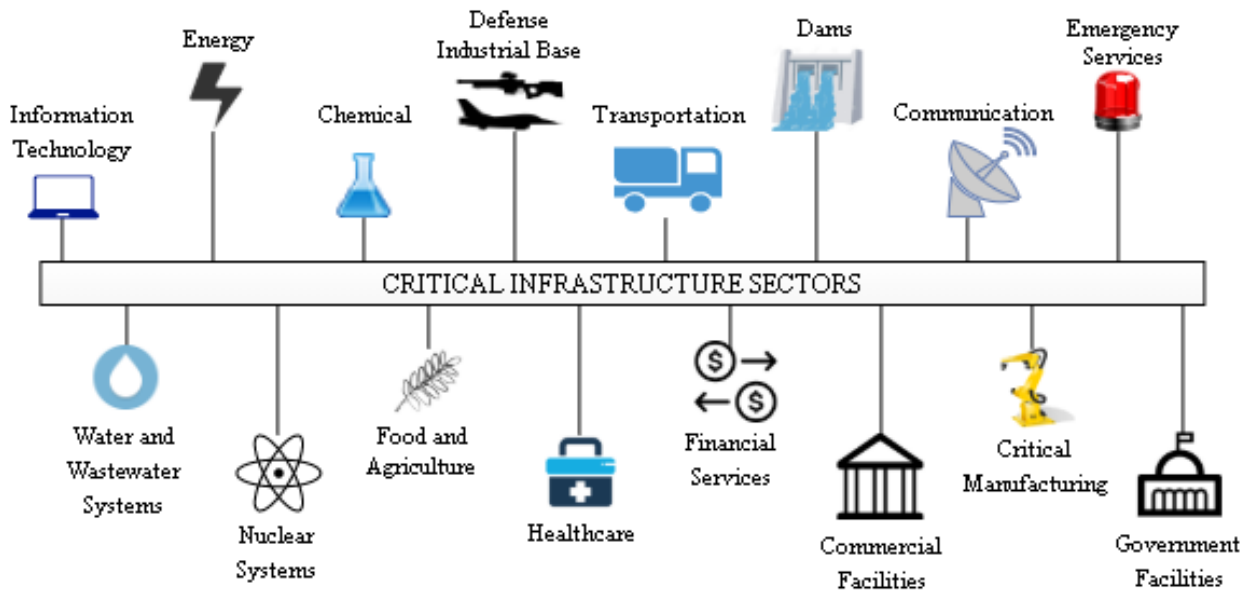 Energy
Defense
Industrial Base
Dams
Emergency
Services
Information
Technology
Chemical
Transportation
Communication
CRITICAL INFRASTRUCTURE SECTORS
Water and
Wastewater
Systems
Nuclear
Systems
Food and
Agriculture
Healthcare
$
$
Financial
Services
Commercial
Facilities
Critical
Manufacturing
Government
Facilities